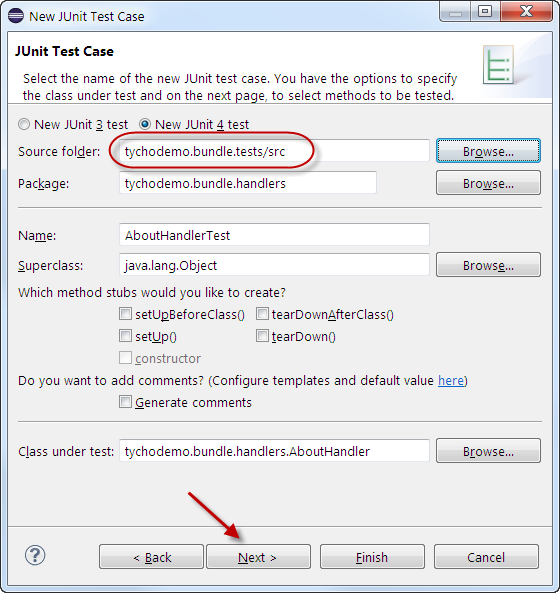 New JUnit Test Case
JUnit Test Case
Select the name of the new JUnit test case. You have the options to specify
the class under test and on the next page, to select methods to be tested.
New JUnit 3 test New JUnit 4 test
Source folder: tychodemo.bundle.tests/src Browse...
Package: tychodemo.bundle.handlers Browse...
Name: AboutHandlerTest
Superclass: java.lang.Object Browse...
Which method stubs would you like to create?
setUpBeforeClass() tearDownAfterClass()
setUp() tearDown()
constructor
Do you want to add comments? (Configure templates and default value here)
Generate comments
Class under test: tychodemo.bundle.handlers.AboutHandler Browse...
? < Back Next > Finish Cancel